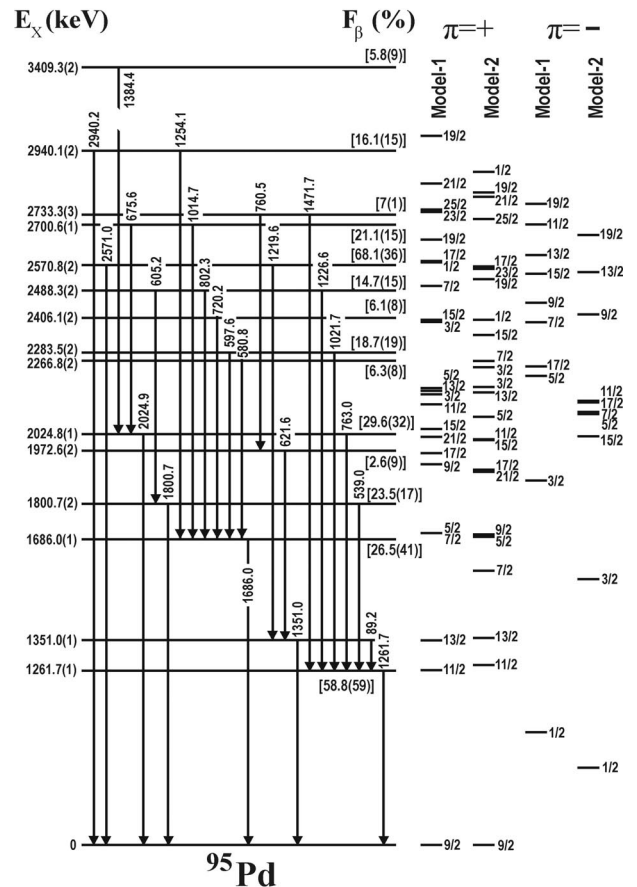 E_X (keV) F_β (%) π=+ π=−
Model-1 Model-2 Model-1 Model-2
3409.3(2) [5.8(9)]
1384.4
19/2
2940.2 1254.1
2940.1(2) [16.1(15)]
1/2
21/2 19/2
21/2 19/2
25/2
675.6 1014.7 760.5 1471.7
2733.3(3) [7(1)] 23/2 25/2 11/2
2700.6(1) [21.1(15)] 19/2 19/2
2571.0 1219.6
17/2 17/2 13/2
2570.8(2) [68.1(36)] 1/2 23/2 15/2 13/2
605.2 802.3 1226.6
7/2 19/2
2488.3(2) [14.7(15)] 9/2
720.2
15/2 1/2 7/2 9/2
2406.1(2) [6.1(8)] 3/2 15/2
597.6 580.8 1021.7
2283.5(2) [18.7(19)] 7/2
2266.8(2) [6.3(8)] 3/2 17/2
5/2 5/2
13/2 3/2 11/2
3/2 13/2 17/2
11/2 7/2
2024.9 621.6 763.0
5/2 5/2
15/2 11/2
2024.8(1) [29.6(32)] 21/2 15/2 15/2
1972.6(2) [2.6(9)] 17/2
9/2 17/2
21/2 3/2
1800.7 539.0
1800.7(2) [23.5(17)]
5/2 9/2
1686.0(1) [26.5(41)] 7/2 5/2
7/2 3/2
1686.0 1351.0 89.2 1261.7
1351.0(1) 13/2 13/2
1261.7(1) 11/2 11/2
[58.8(59)]
1/2
1/2
0 9/2 9/2
⁹⁵Pd